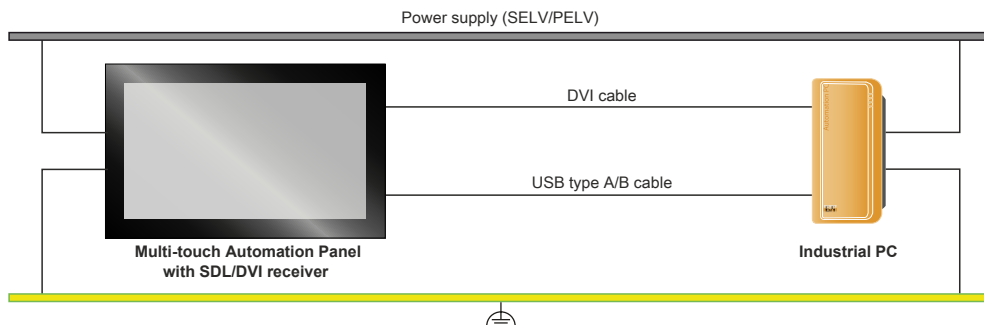 Power supply (SELV/PELV)
DVI cable
USB type A/B cable
Multi-touch Automation Panel
with SDL/DVI receiver
Industrial PC